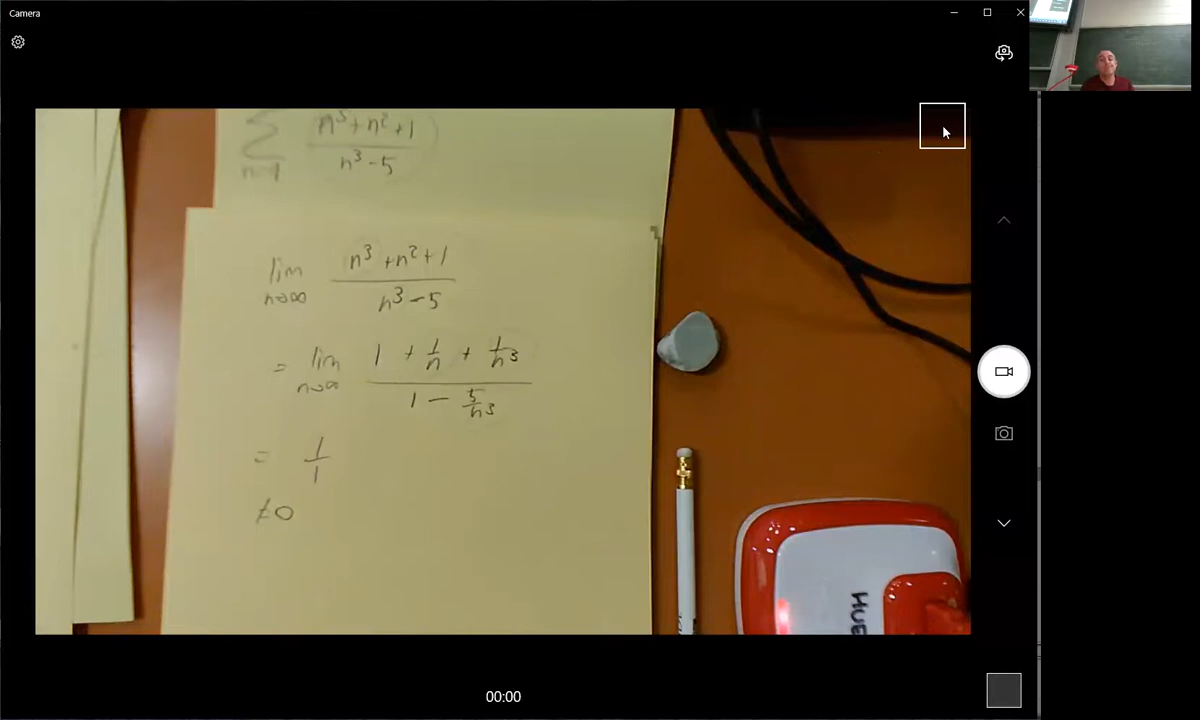 Camera
∑ n³+n²+1 / n³-5
n=1
lim n→∞ n³+n²+1 / n³-5
= lim n→∞ 1 + 1/n + 1/n³ / 1 - 5/n³
= 1/1
≠0
HUE
00:00